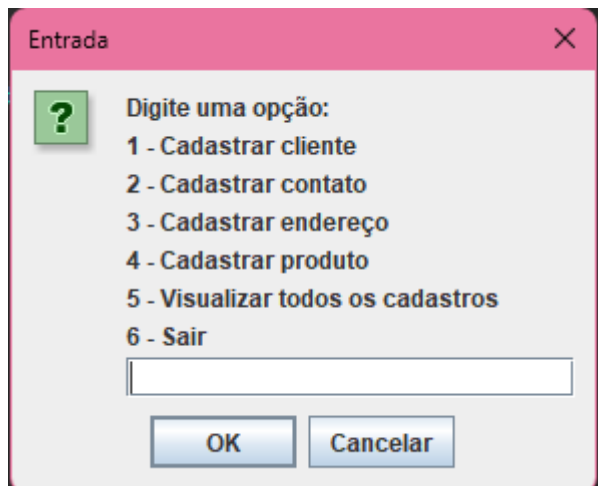 Entrada
?
Digite uma opção:
1 - Cadastrar cliente
2 - Cadastrar contato
3 - Cadastrar endereço
4 - Cadastrar produto
5 - Visualizar todos os cadastros
6 - Sair
OK Cancelar